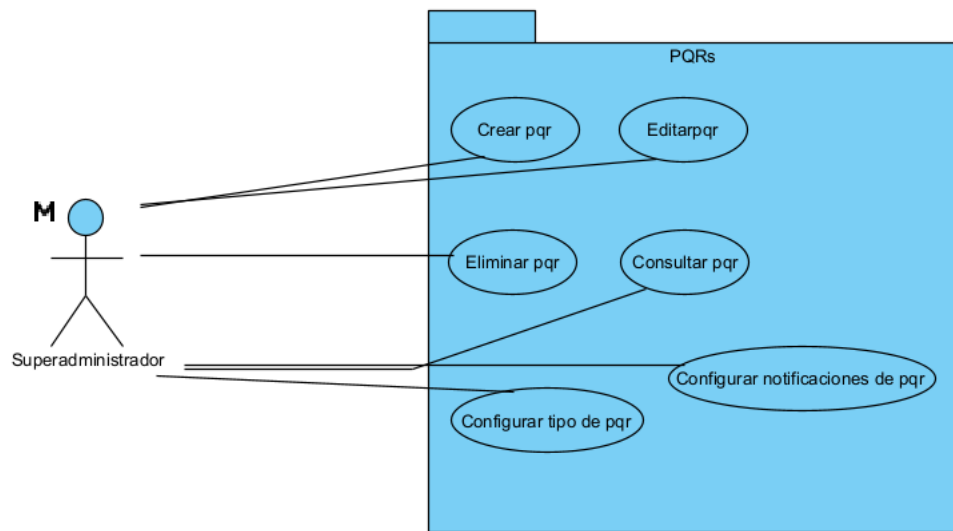 PQRs
Crear pqr
Editarpqr
M
Eliminar pqr
Consultar pqr
Superadministrador
Configurar notificaciones de pqr
Configurar tipo de pqr